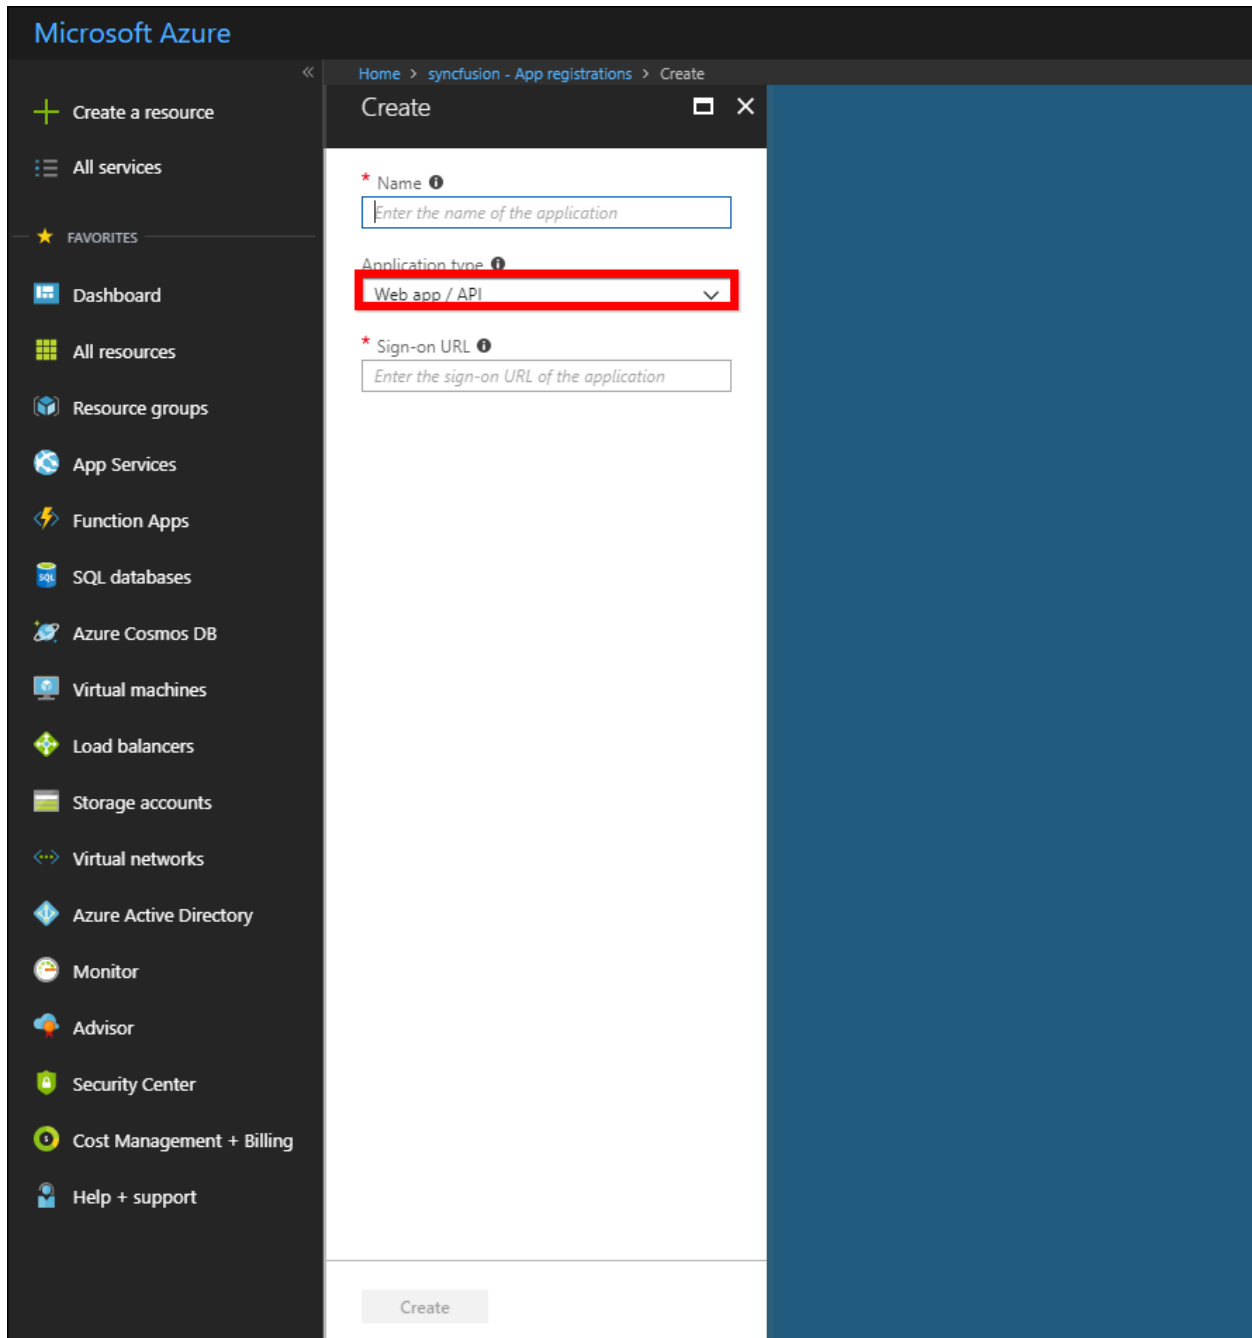 Microsoft Azure
«
Home > syncfusion - App registrations > Create
Create a resource
All services
FAVORITES
Dashboard
All resources
Resource groups
App Services
Function Apps
SQL databases
Azure Cosmos DB
Virtual machines
Load balancers
Storage accounts
Virtual networks
Azure Active Directory
Monitor
Advisor
Security Center
Cost Management + Billing
Help + support
Create
* Name
Enter the name of the application
Application type
Web app / API
* Sign-on URL
Enter the sign-on URL of the application
Create